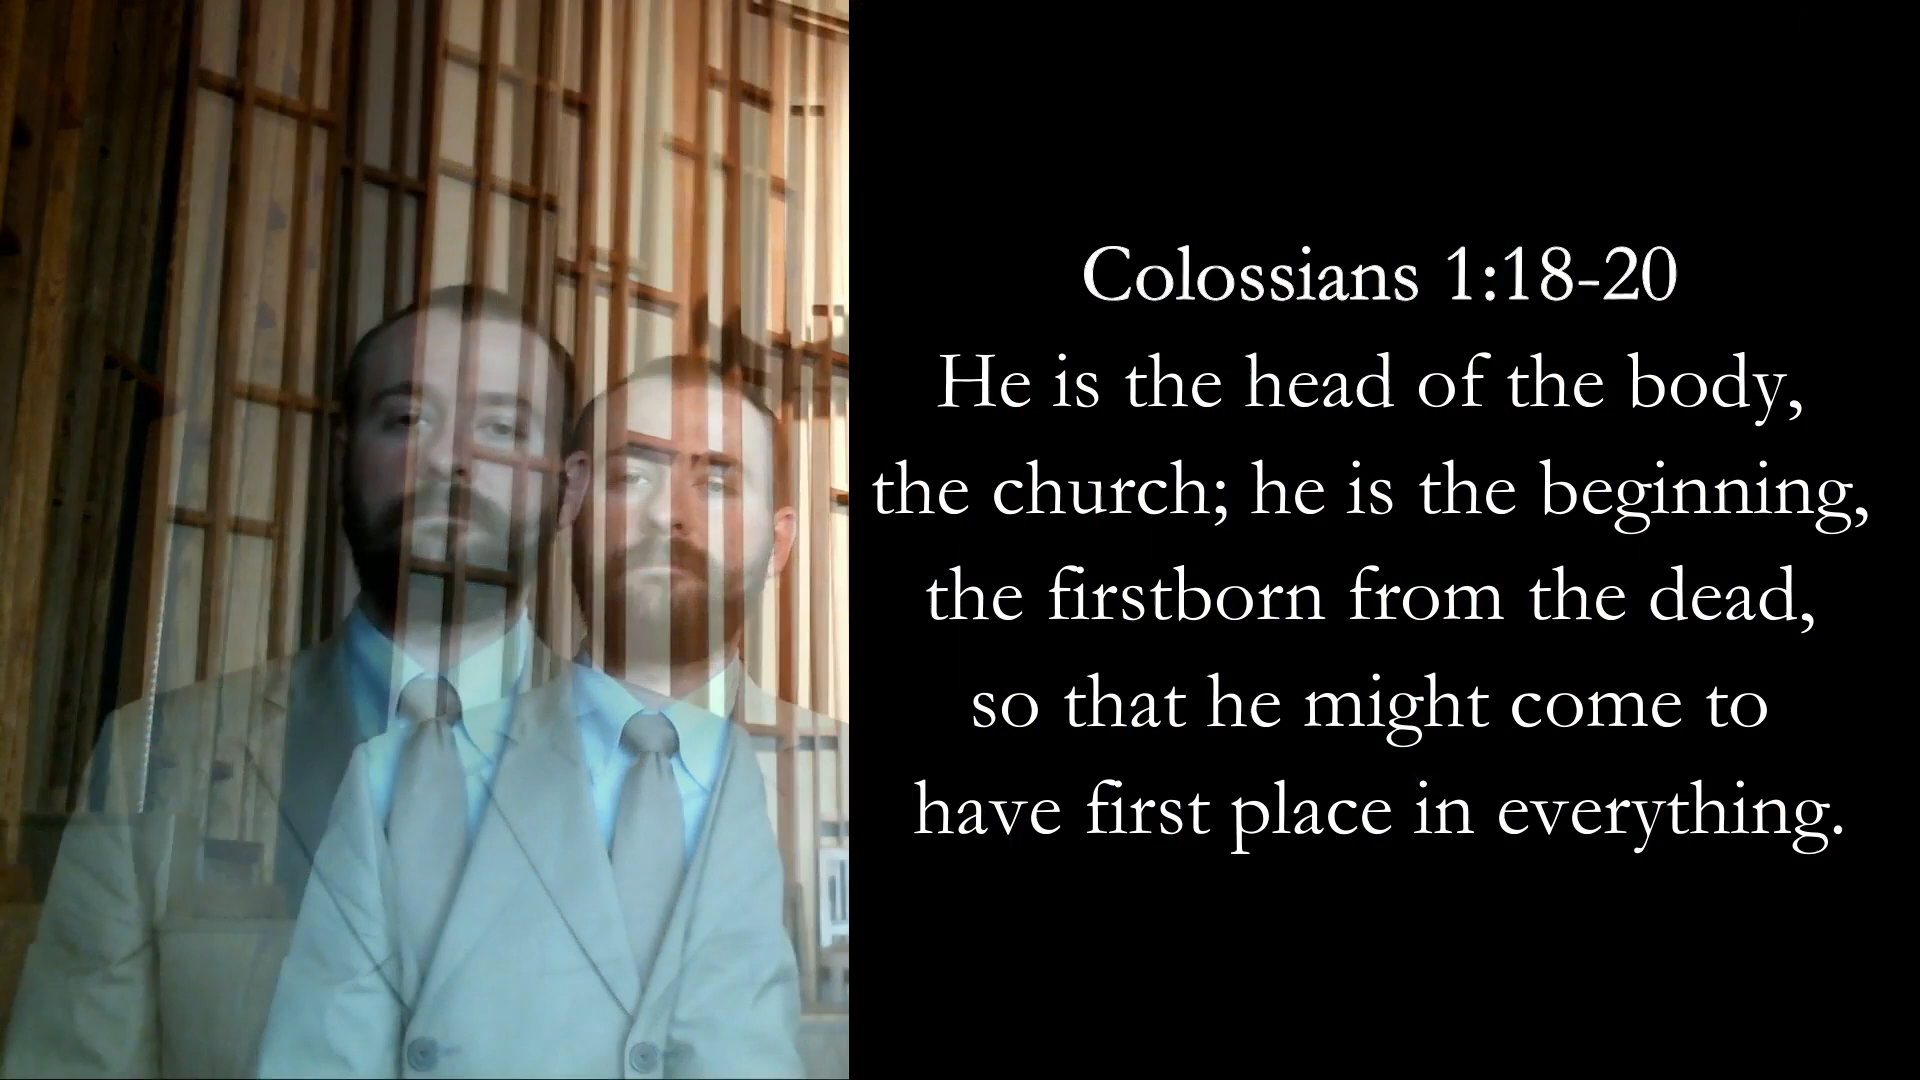 Colossians 1:18-20
He is the head of the body,
the church; he is the beginning,
the firstborn from the dead,
so that he might come to
have first place in everything.